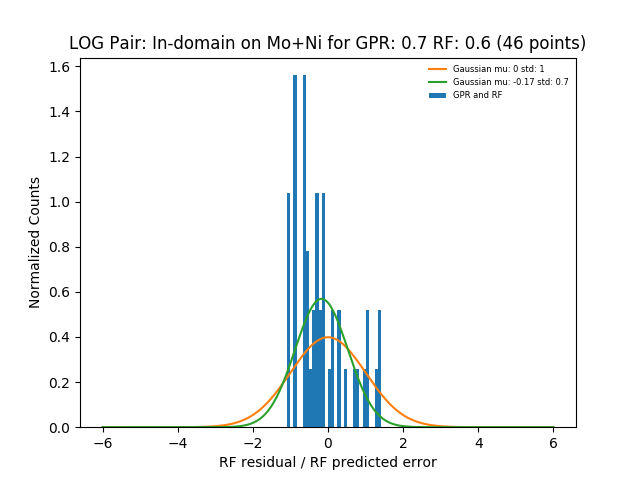 LOG Pair: In-domain on Mo+Ni for GPR: 0.7 RF: 0.6 (46 points)
Gaussian mu: 0 std: 1
Gaussian mu: -0.17 std: 0.7
GPR and RF
Normalized Counts
1.6
1.4
1.2
1.0
0.8
0.6
0.4
0.2
0.0
−6 −4 −2 0 2 4 6
RF residual / RF predicted error